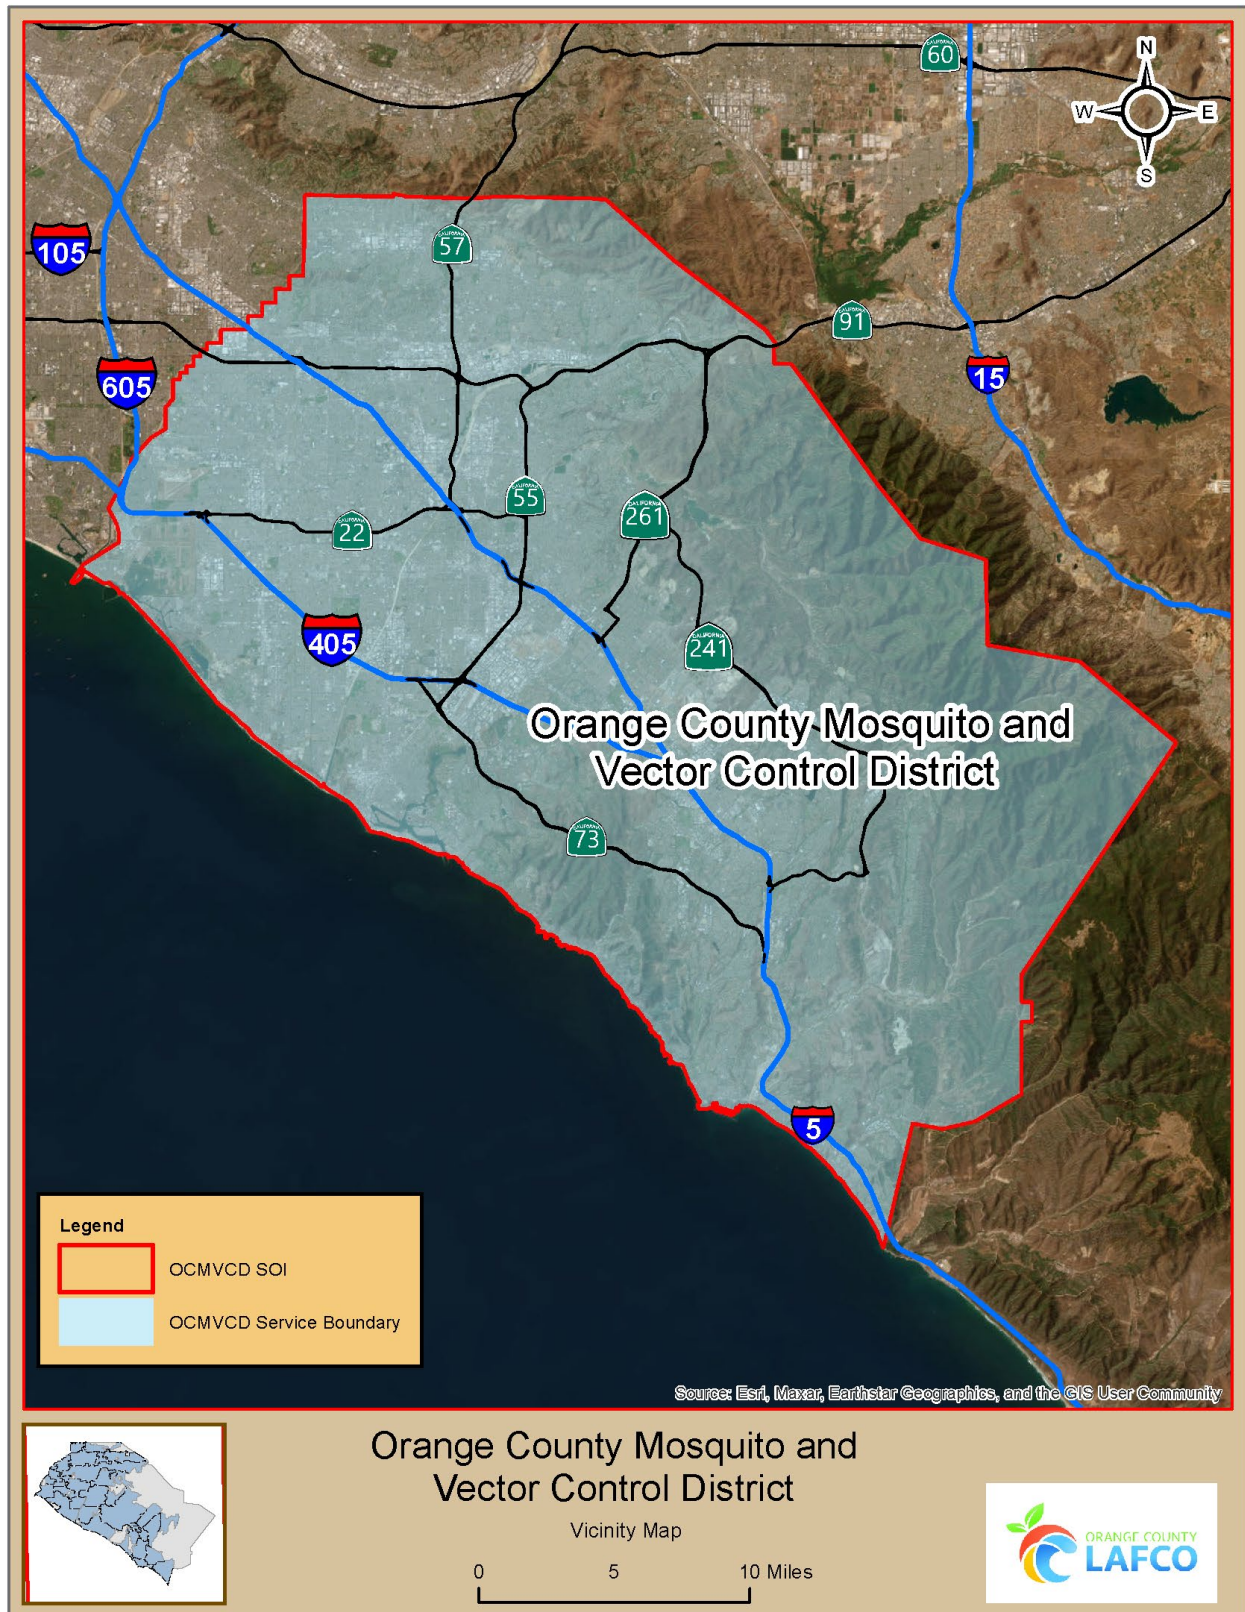 60
N
W
E
S
57
105
91
605
15
55
261
22
405
241
Orange County Mosquito and
Vector Control District
73
5
Legend
OCMVCD SOI
OCMVCD Service Boundary
Source: Esri, Maxar, Earthstar Geographics, and the GIS User Community
Orange County Mosquito and
Vector Control District
Vicinity Map
0 5 10 Miles
ORANGE COUNTY
LAFCO